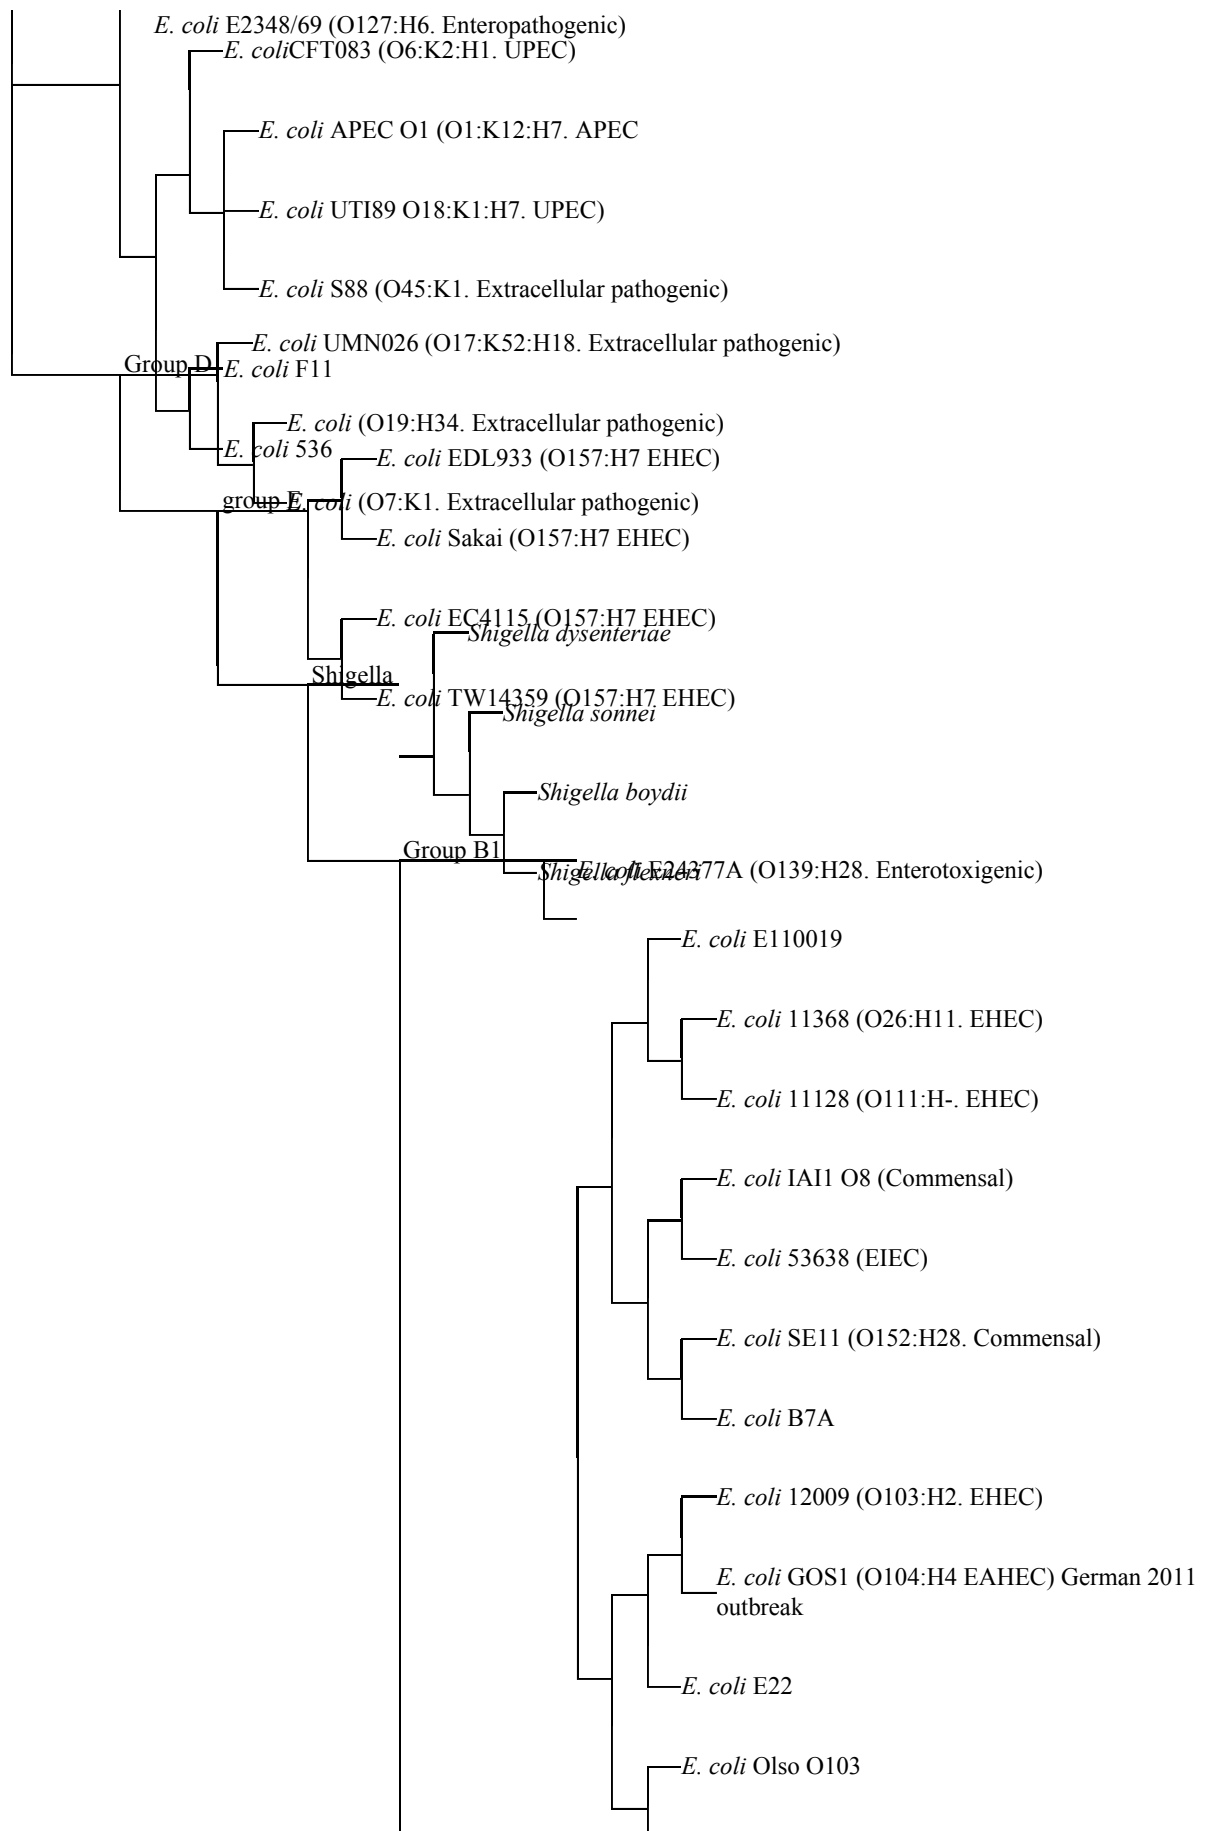 E. coli E2348/69 (O127:H6. Enteropathogenic)
E. coliCFT083 (O6:K2:H1. UPEC)
E. coli APEC O1 (O1:K12:H7. APEC
E. coli UTI89 O18:K1:H7. UPEC)
E. coli S88 (O45:K1. Extracellular pathogenic)
E. coli UMN026 (O17:K52:H18. Extracellular pathogenic)
Group D
E. coli F11
E. coli (O19:H34. Extracellular pathogenic)
E. coli 536
E. coli EDL933 (O157:H7 EHEC)
group E
E. coli (O7:K1. Extracellular pathogenic)
E. coli Sakai (O157:H7 EHEC)
E. coli EC4115 (O157:H7 EHEC)
Shigella dysenteriae
Shigella
E. coli TW14359 (O157:H7 EHEC)
Shigella sonnei
Shigella boydii
Group B1
E. coli E24377A (O139:H28. Enterotoxigenic)
Shigella flexneri
E. coli E110019
E. coli 11368 (O26:H11. EHEC)
E. coli 11128 (O111:H-. EHEC)
E. coli IAI1 O8 (Commensal)
E. coli 53638 (EIEC)
E. coli SE11 (O152:H28. Commensal)
E. coli B7A
E. coli 12009 (O103:H2. EHEC)
E. coli GOS1 (O104:H4 EAHEC) German 2011
outbreak
E. coli E22
E. coli Olso O103